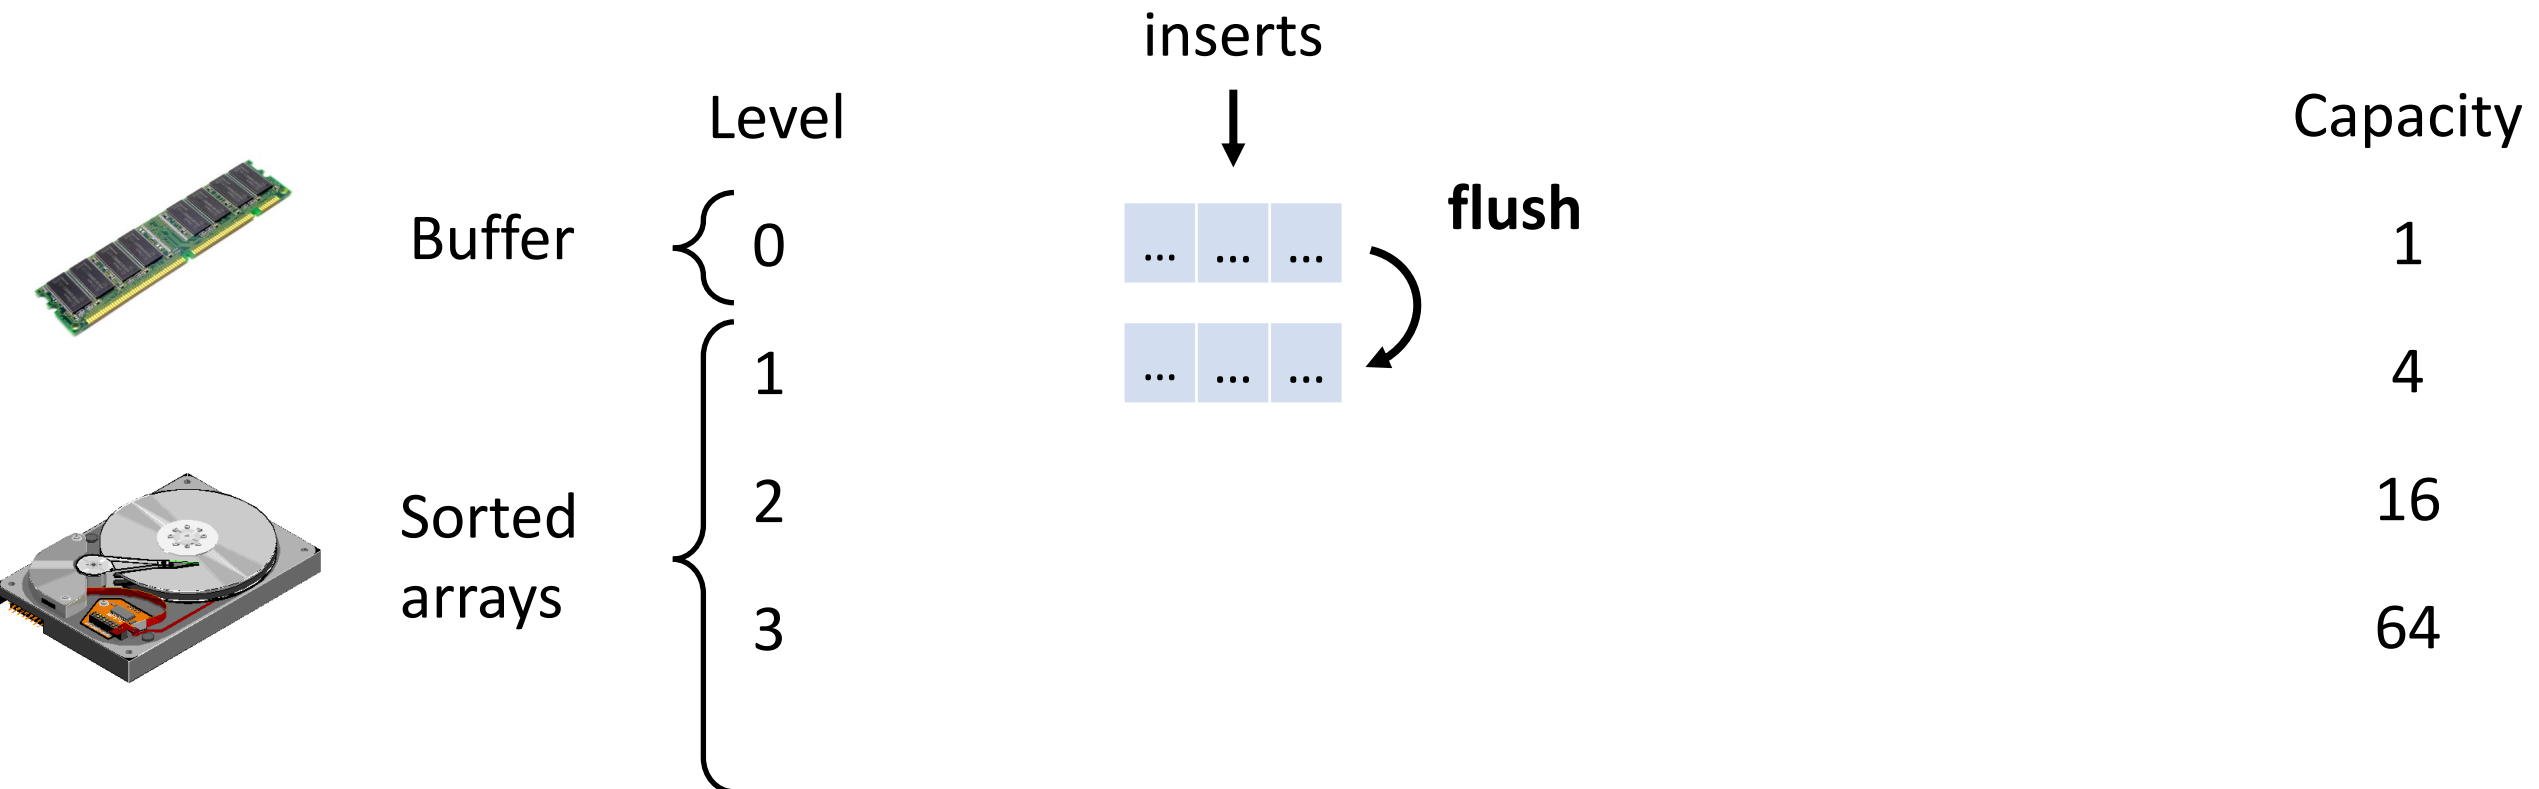 inserts
Level
Capacity
Buffer
0
... ... ...
flush
1
1
... ... ...
4
Sorted
arrays
2
16
3
64